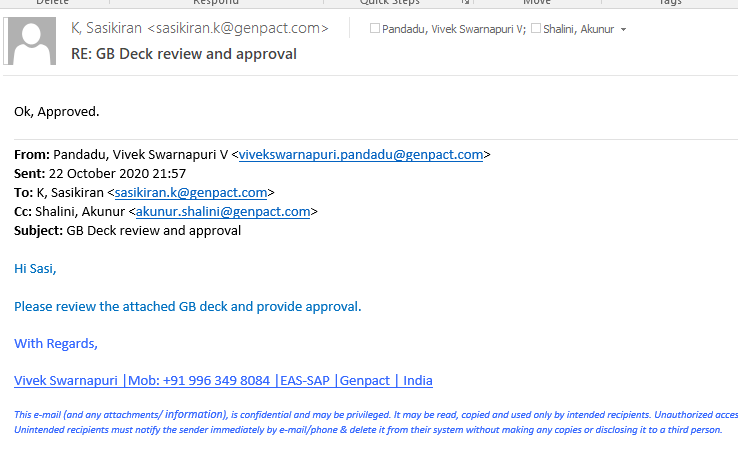 Delete Respond Quick Steps Move Tags
K, Sasikiran <sasikiran.k@genpact.com> Pandadu, Vivek Swarnapuri V; Shalini, Akunur
RE: GB Deck review and approval
Ok, Approved.
From: Pandadu, Vivek Swarnapuri V <vivekswarnapuri.pandadu@genpact.com>
Sent: 22 October 2020 21:57
To: K, Sasikiran <sasikiran.k@genpact.com>
Cc: Shalini, Akunur <akunur.shalini@genpact.com>
Subject: GB Deck review and approval
Hi Sasi,
Please review the attached GB deck and provide approval.
With Regards,
Vivek Swarnapuri |Mob: +91 996 349 8084 |EAS-SAP |Genpact | India
This e-mail (and any attachments/ information), is confidential and may be privileged. It may be read, copied and used only by intended recipients. Unauthorized acces
Unintended recipients must notify the sender immediately by e-mail/phone & delete it from their system without making any copies or disclosing it to a third person.